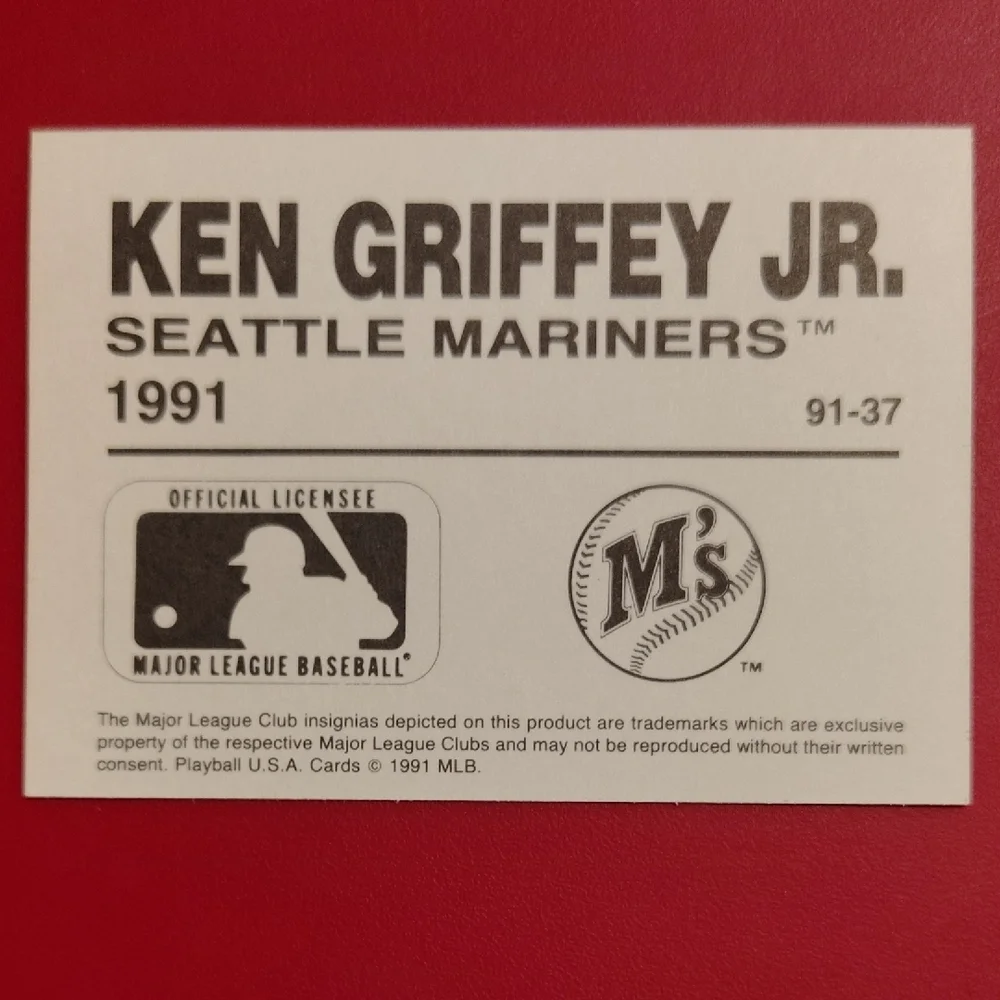 KEN GRIFFEY JR.
SEATTLE MARINERS™
1991 91-37
OFFICIAL LICENSEE
MAJOR LEAGUE BASEBALL®
M's
TM
The Major League Club insignias depicted on this product are trademarks which are exclusive
property of the respective Major League Clubs and may not be reproduced without their written
consent. Playball U.S.A. Cards © 1991 MLB.